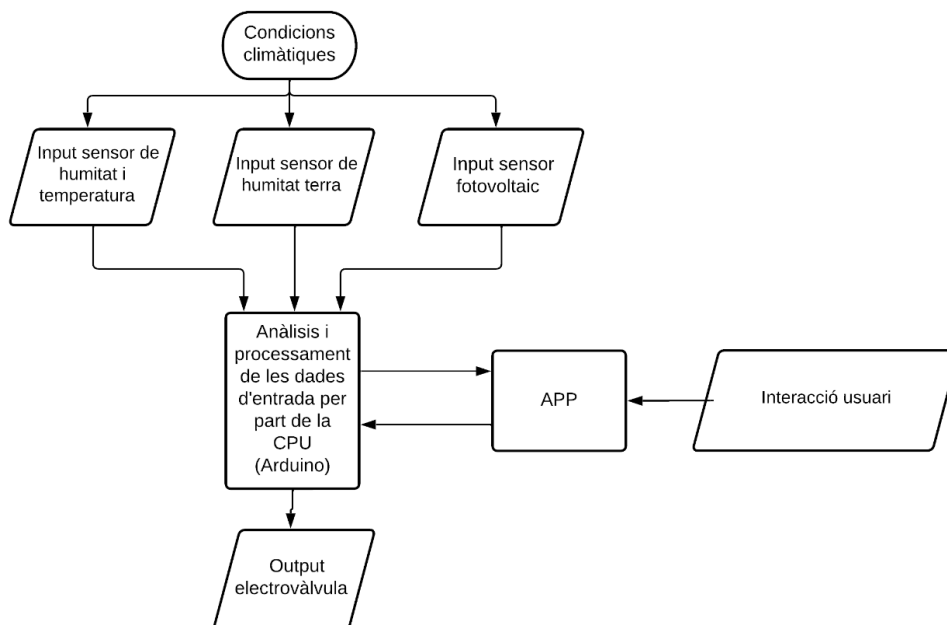 Condicions
climàtiques
Input sensor de
humitat i
temperatura
Input sensor de
humitat terra
Input sensor
fotovoltaic
Anàlisis i
processament
de les dades
d'entrada per
part de la
CPU
(Arduino)
APP
Interacció usuari
Output
electrovàlvula